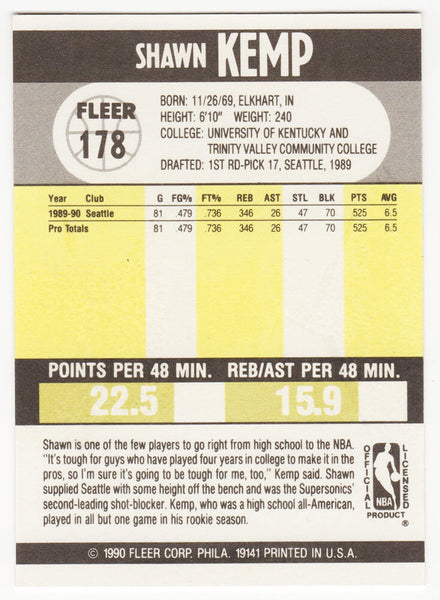 SHAWN KEMP
FLEER
178
BORN: 11/26/69, ELKHART, IN
HEIGHT: 6'10" WEIGHT: 240
COLLEGE: UNIVERSITY OF KENTUCKY AND
TRINITY VALLEY COMMUNITY COLLEGE
DRAFTED: 1ST RD-PICK 17, SEATTLE, 1989
Year Club G FG% FT% REB AST STL BLK PTS AVG
1989-90 Seattle 81 .479 .736 346 26 47 70 525 6.5
Pro Totals 81 .479 .736 346 26 47 70 525 6.5
POINTS PER 48 MIN. REB/AST PER 48 MIN.
22.5 15.9
Shawn is one of the few players to go right from high school to the NBA.
"It's tough for guys who have played four years in college to make it in the
pros, so I'm sure it's going to be tough for me, too," Kemp said. Shawn
supplied Seattle with some height off the bench and was the Supersonics'
second-leading shot-blocker. Kemp, who was a high school all-American,
played in all but one game in his rookie season.
OFFICIAL
NBA
LICENSED
PRODUCT ®
© 1990 FLEER CORP. PHILA. 19141 PRINTED IN U.S.A.